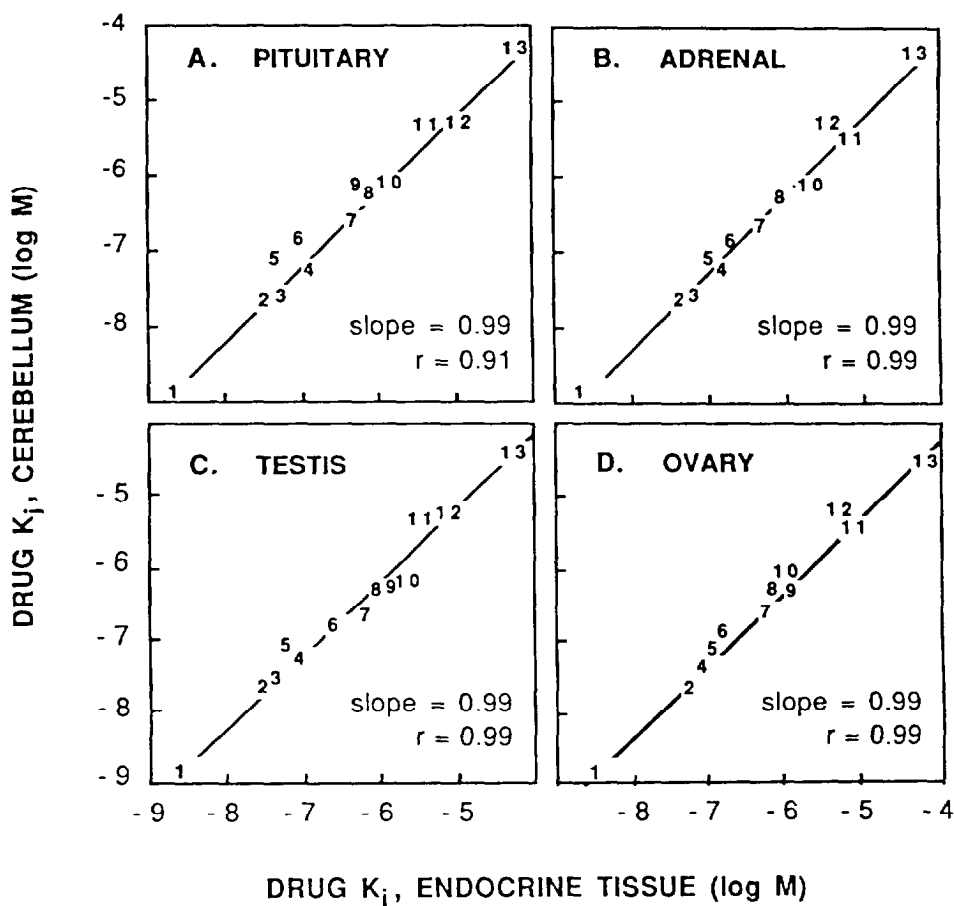 DRUG Ki, CEREBELLUM (log M)
-4
-5
-6
-7
-8
A. PITUITARY
13
11 12
9 8 10
7
6
5 4
2 3
1
slope = 0.99
r = 0.91
B. ADRENAL
13
12
11
8 10
7
6
5 4
2 3
1
slope = 0.99
r = 0.99
-5
-6
-7
-8
-9
C. TESTIS
13
11 12
8 9 10
6 7
5 4
2 3
1
slope = 0.99
r = 0.99
D. OVARY
13
12
11
10
8 9
7
6
5
4
2
1
slope = 0.99
r = 0.99
-9 -8 -7 -6 -5
-8 -7 -6 -5 -4
DRUG Ki, ENDOCRINE TISSUE (log M)